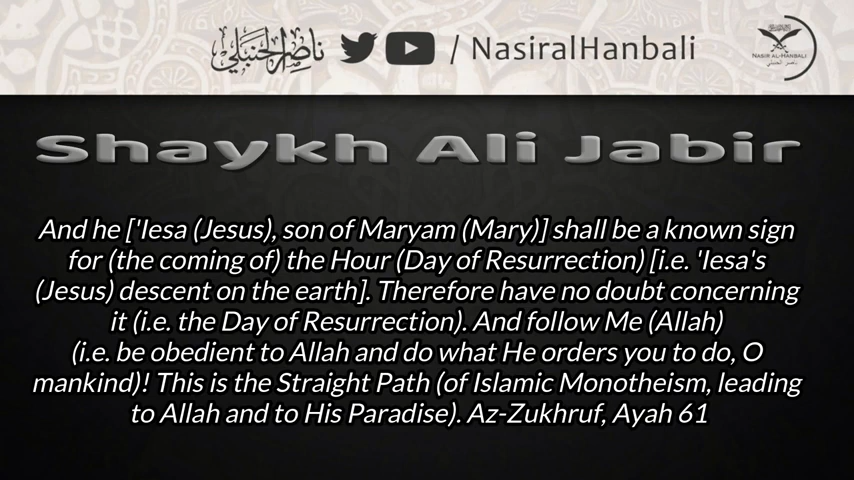 ناصر الحنبلي
/ NasiralHanbali
NASIR AL-HANBALI
ناصر الحنبلي
Shaykh Ali Jabir
And he ['Iesa (Jesus), son of Maryam (Mary)] shall be a known sign
for (the coming of) the Hour (Day of Resurrection) [i.e. 'Iesa's
(Jesus) descent on the earth]. Therefore have no doubt concerning
it (i.e. the Day of Resurrection). And follow Me (Allah)
(i.e. be obedient to Allah and do what He orders you to do, O
mankind)! This is the Straight Path (of Islamic Monotheism, leading
to Allah and to His Paradise). Az-Zukhruf, Ayah 61